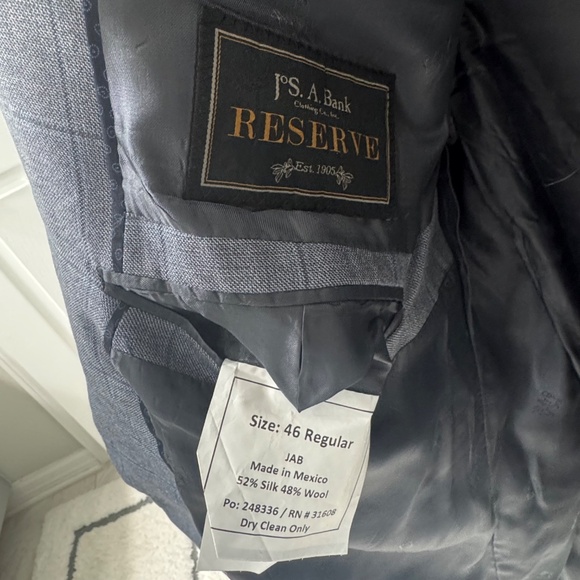 JoS. A. Bank
Clothing Co., Inc.
RESERVE
Est. 1905
Size: 46 Regular
JAB
Made in Mexico
52% Silk 48% Wool
Po: 248336 / RN # 31608
Dry Clean Only